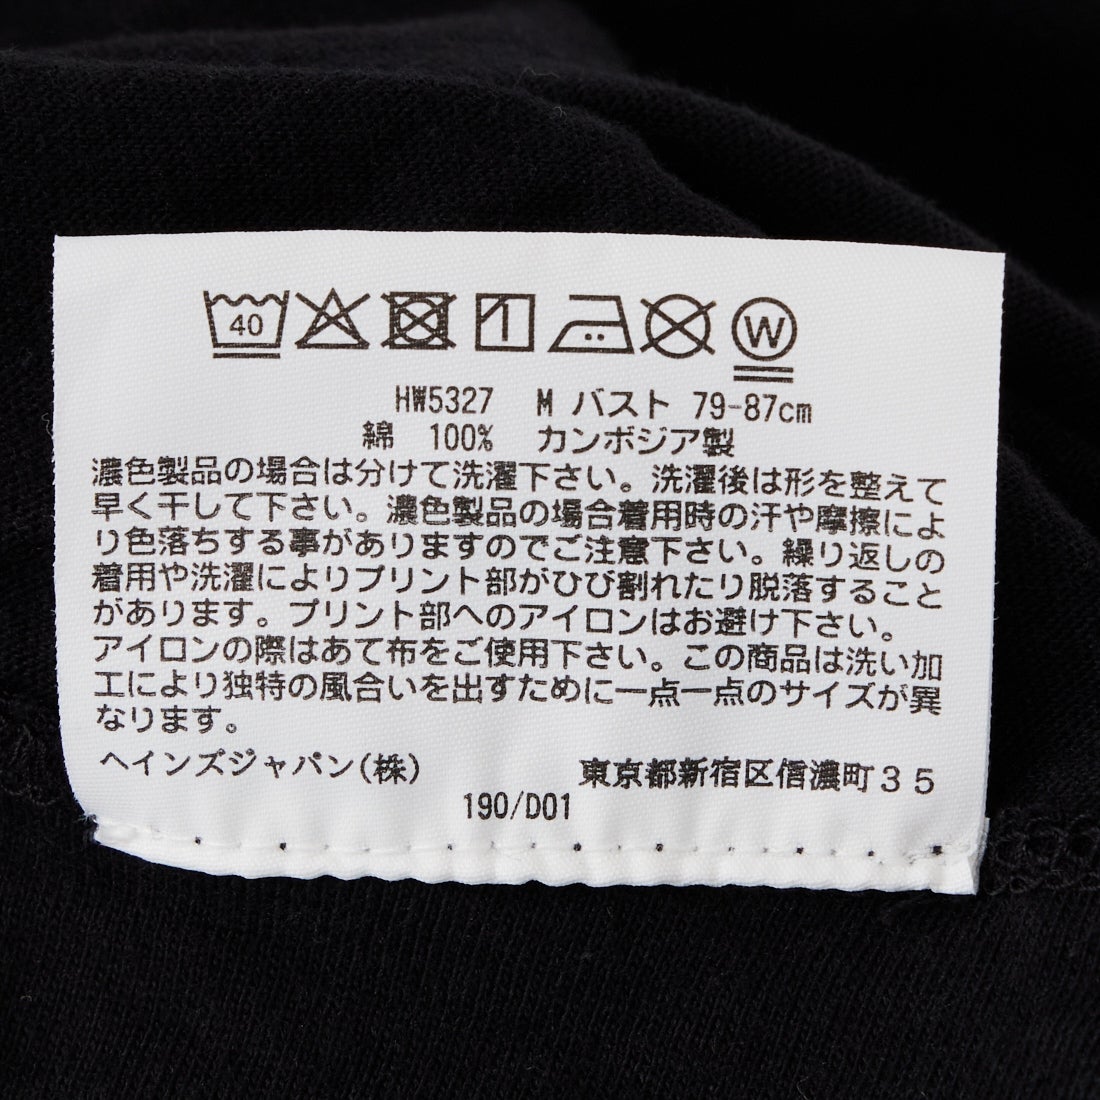 40 W
HW5327 M バスト 79-87cm
綿 100% カンボジア製
濃色製品の場合は分けて洗濯下さい。洗濯後は形を整えて
早く干して下さい。濃色製品の場合着用時の汗や摩擦によ
り色落ちする事がありますのでご注意下さい。繰り返しの
着用や洗濯によりプリント部がひび割れたり脱落すること
があります。プリント部へのアイロンはお避け下さい。
アイロンの際はあて布をご使用下さい。この商品は洗い加
工により独特の風合いを出すために一点一点のサイズが異
なります。
ヘインズジャパン(株) 東京都新宿区信濃町３５
190/D01